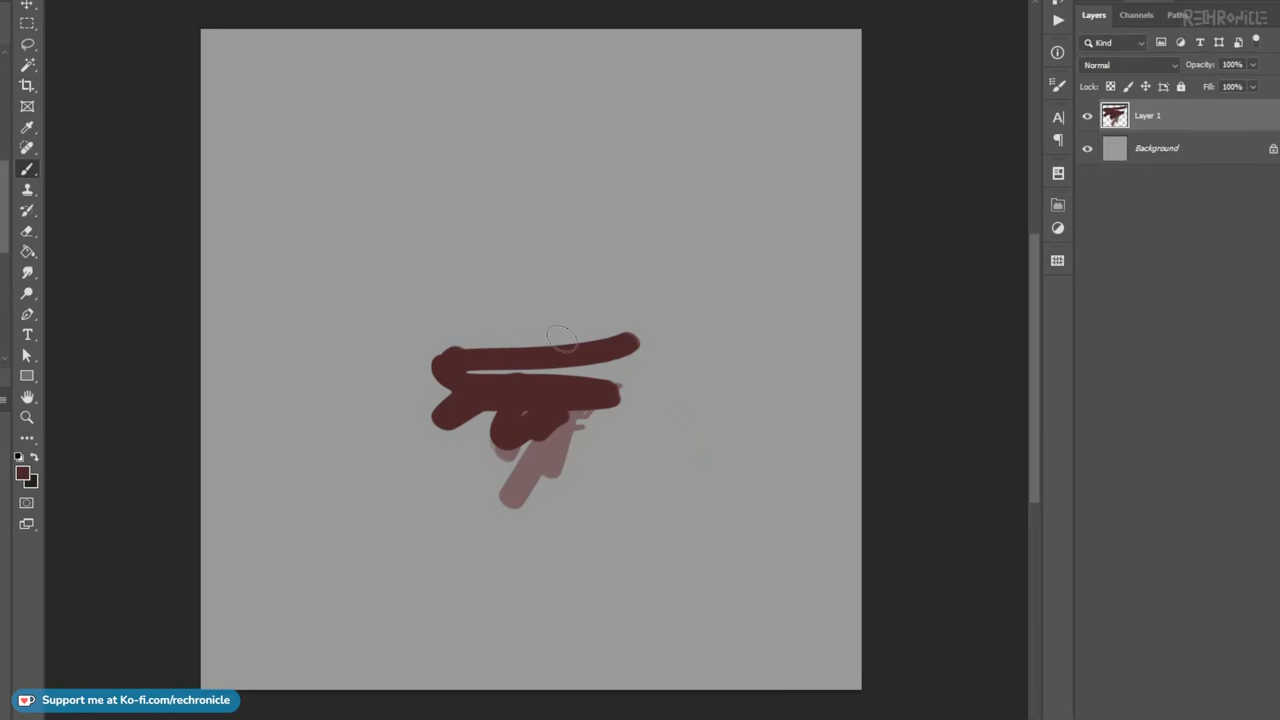 Layers Channels Paths
RECHRONICLE
Kind
Normal Opacity: 100%
Lock: Fill: 100%
Layer 1
Background
Support me at Ko-fi.com/rechronicle